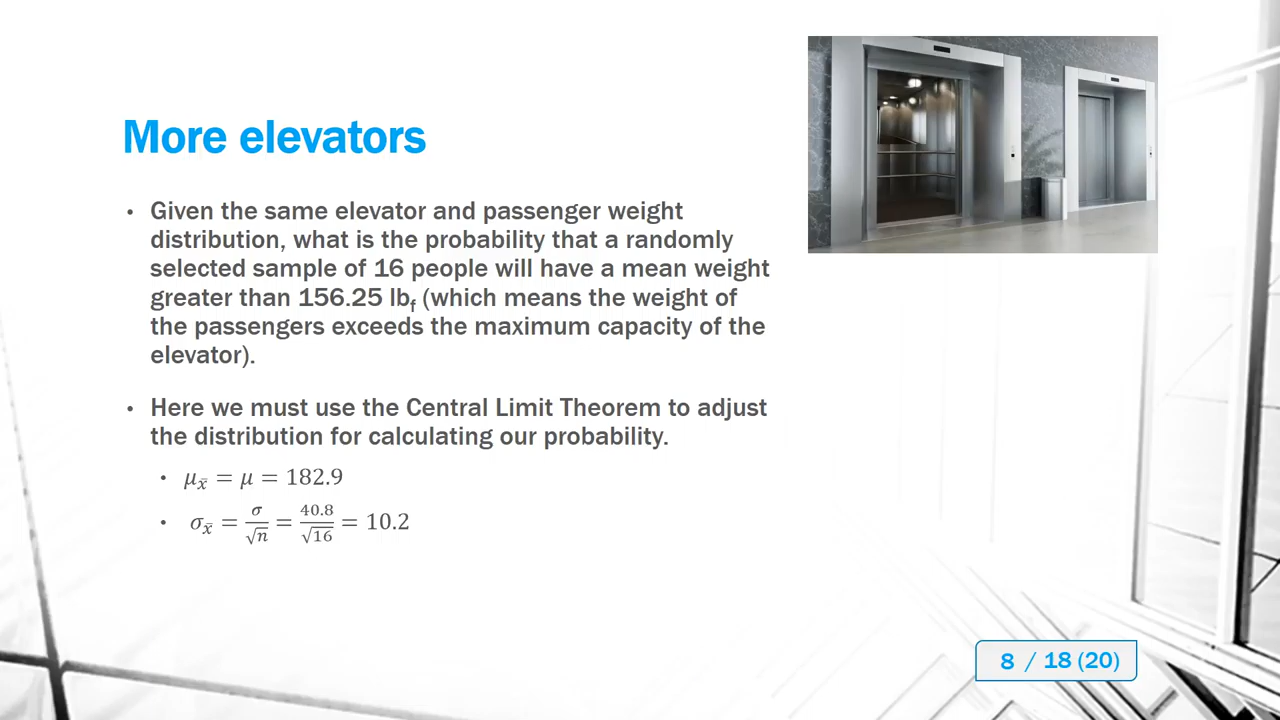 More elevators
• Given the same elevator and passenger weight
distribution, what is the probability that a randomly
selected sample of 16 people will have a mean weight
greater than 156.25 lb_f (which means the weight of
the passengers exceeds the maximum capacity of the
elevator).
• Here we must use the Central Limit Theorem to adjust
the distribution for calculating our probability.
• μ_x̄ = μ = 182.9
• σ_x̄ = σ/√n = 40.8/√16 = 10.2
8 / 18 (20)